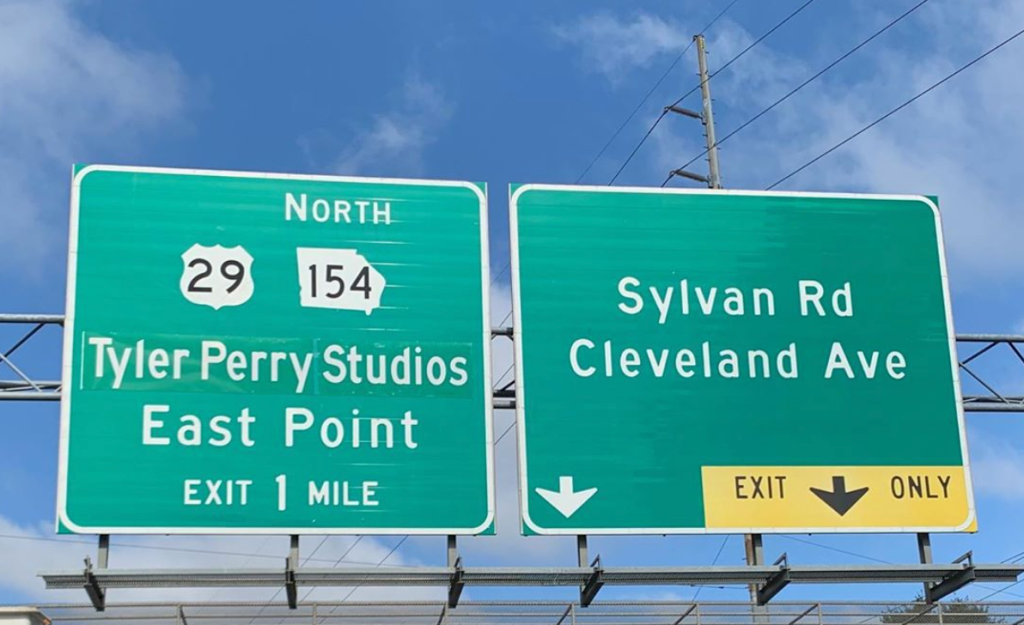 NORTH
29 154
Tyler Perry Studios
East Point
EXIT 1 MILE
Sylvan Rd
Cleveland Ave
EXIT ONLY